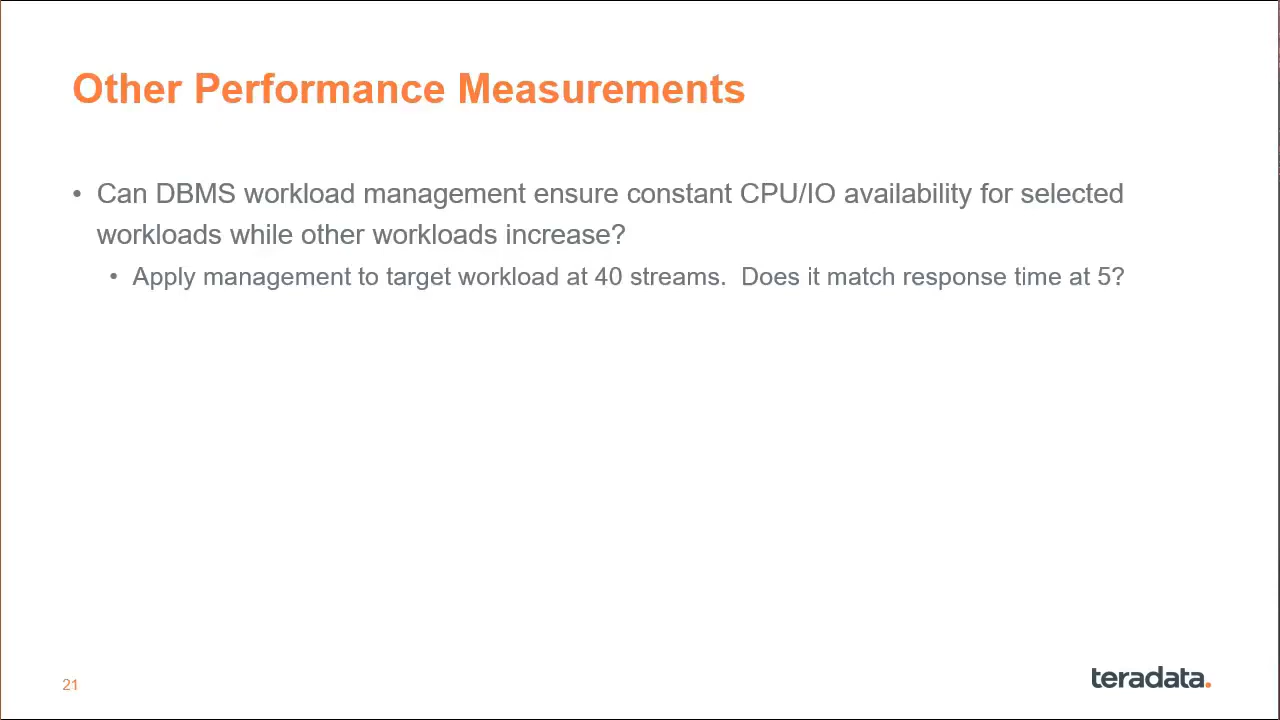 Other Performance Measurements
• Can DBMS workload management ensure constant CPU/IO availability for selected
workloads while other workloads increase?
• Apply management to target workload at 40 streams.  Does it match response time at 5?
21
teradata.